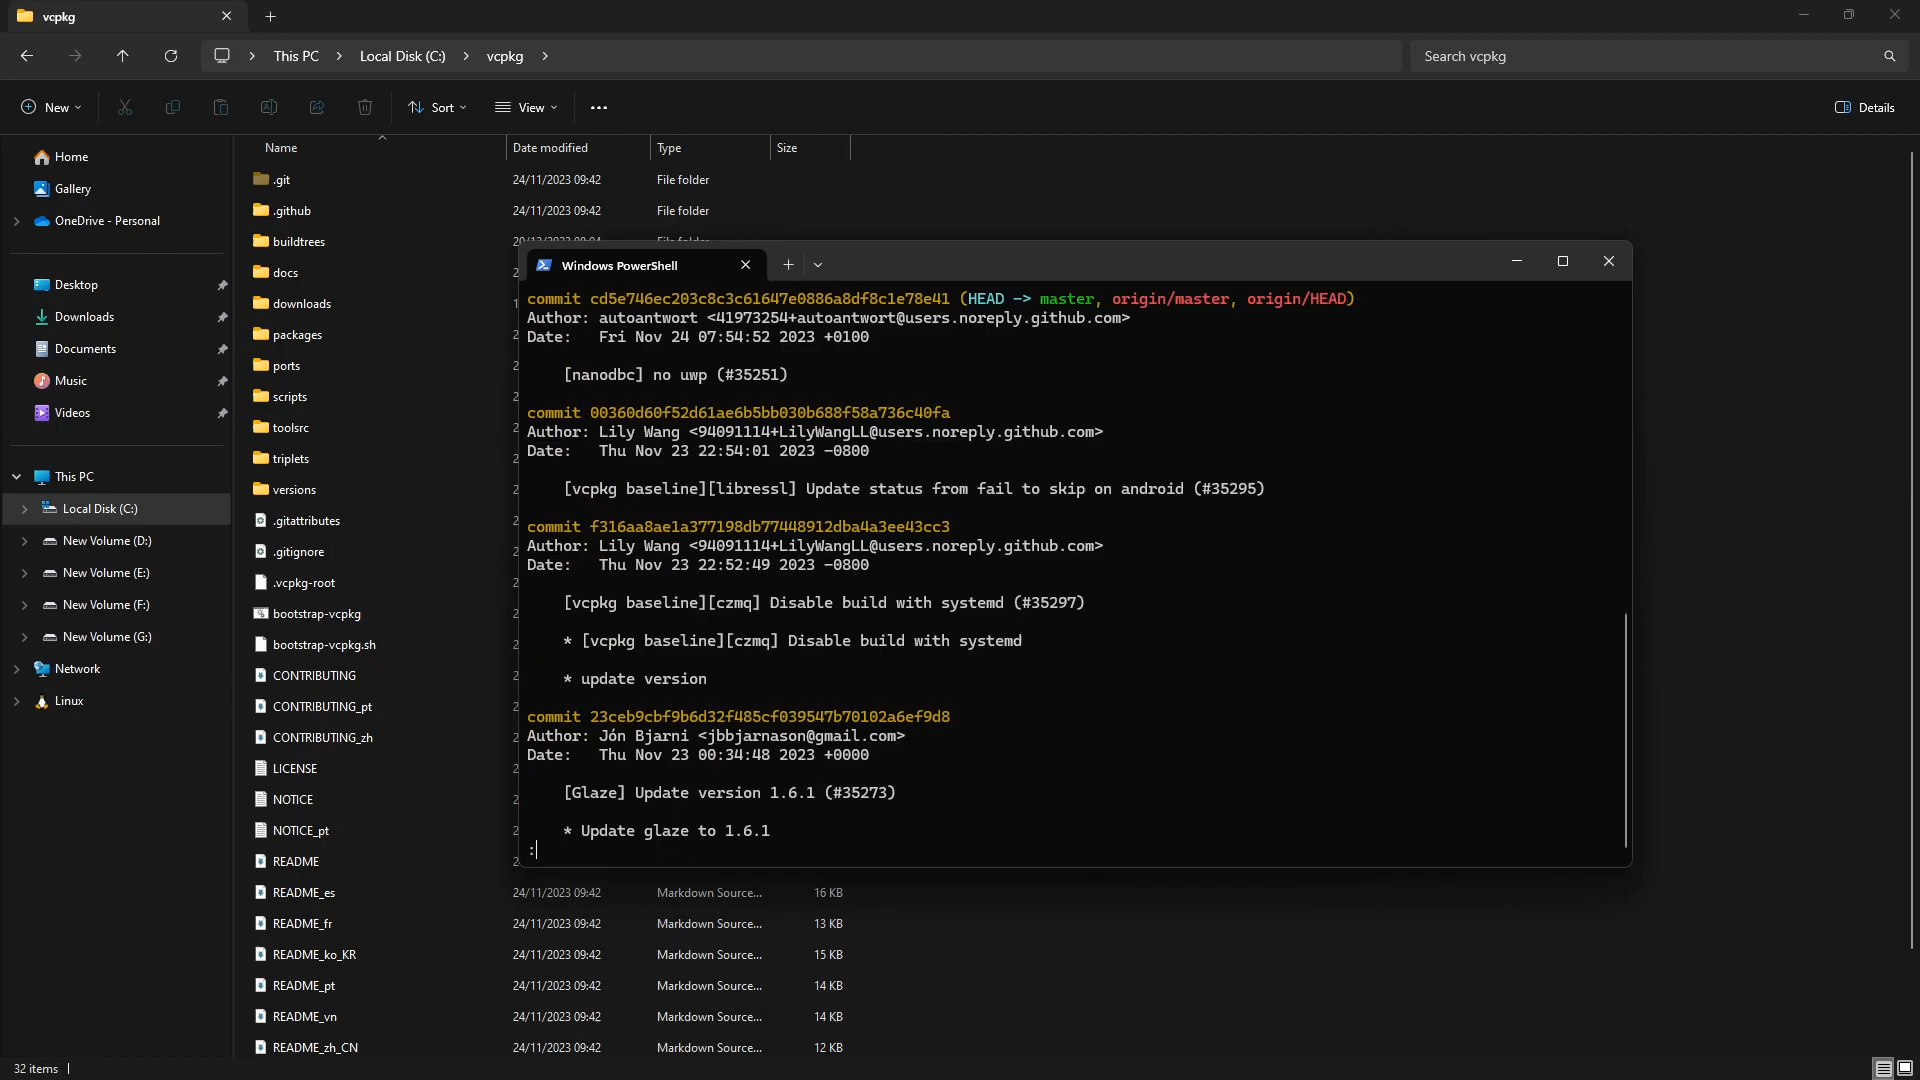 vcpkg
This PC
Local Disk (C:)
vcpkg
Search vcpkg
New
Sort
View
Details
Name
Date modified
Type
Size
Home
Gallery
OneDrive - Personal
Desktop
Downloads
Documents
Music
Videos
This PC
Local Disk (C:)
New Volume (D:)
New Volume (E:)
New Volume (F:)
New Volume (G:)
Network
Linux
.git 24/11/2023 09:42 File folder
.github 24/11/2023 09:42 File folder
buildtrees
docs
downloads
packages
ports
scripts
toolsrc
triplets
versions
.gitattributes
.gitignore
.vcpkg-root
bootstrap-vcpkg
bootstrap-vcpkg.sh
CONTRIBUTING
CONTRIBUTING_pt
CONTRIBUTING_zh
LICENSE
NOTICE
NOTICE_pt
README
README_es 24/11/2023 09:42 Markdown Source... 16 KB
README_fr 24/11/2023 09:42 Markdown Source... 13 KB
README_ko_KR 24/11/2023 09:42 Markdown Source... 15 KB
README_pt 24/11/2023 09:42 Markdown Source... 14 KB
README_vn 24/11/2023 09:42 Markdown Source... 14 KB
README_zh_CN 24/11/2023 09:42 Markdown Source... 12 KB
Windows PowerShell
commit cd5e746ec203c8c3c61647e0886a8df8c1e78e41 (HEAD -> master, origin/master, origin/HEAD)
Author: autoantwort <41973254+autoantwort@users.noreply.github.com>
Date: Fri Nov 24 07:54:52 2023 +0100
[nanodbc] no uwp (#35251)
commit 00360d60f52d61ae6b5bb030b688f58a736c40fa
Author: Lily Wang <94091114+LilyWangLL@users.noreply.github.com>
Date: Thu Nov 23 22:54:01 2023 -0800
[vcpkg baseline][libressl] Update status from fail to skip on android (#35295)
commit f316aa8ae1a377198db77448912dba4a3ee43cc3
Author: Lily Wang <94091114+LilyWangLL@users.noreply.github.com>
Date: Thu Nov 23 22:52:49 2023 -0800
[vcpkg baseline][czmq] Disable build with systemd (#35297)
* [vcpkg baseline][czmq] Disable build with systemd
* update version
commit 23ceb9cbf9b6d32f485cf039547b70102a6ef9d8
Author: Jón Bjarni <jbbjarnason@gmail.com>
Date: Thu Nov 23 00:34:48 2023 +0000
[Glaze] Update version 1.6.1 (#35273)
* Update glaze to 1.6.1
:
32 items